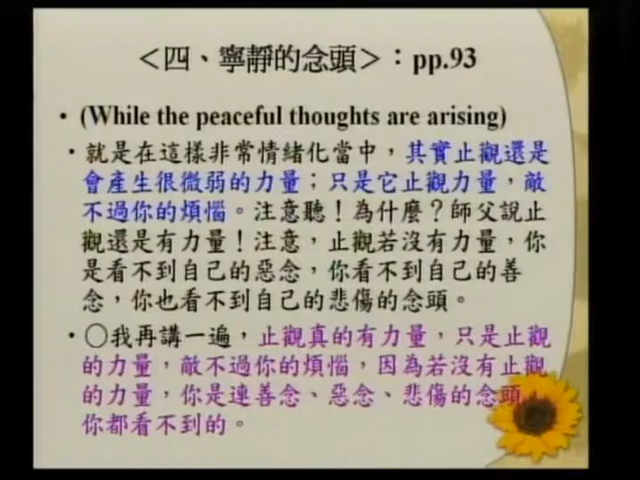 <四、寧靜的念頭>：pp.93
• (While the peaceful thoughts are arising)
• 就是在這樣非常情緒化當中，其實止觀還是
會產生很微弱的力量；只是它止觀力量，敵
不過你的煩惱。注意聽！為什麼？師父說止
觀還是有力量！注意，止觀若沒有力量，你
是看不到自己的惡念，你看不到自己的善
念，你也看不到自己的悲傷的念頭。
• ○我再講一遍，止觀真的有力量，只是止觀
的力量，敵不過你的煩惱，因為若沒有止觀
的力量，你是連善念、惡念、悲傷的念頭，
你都看不到的。